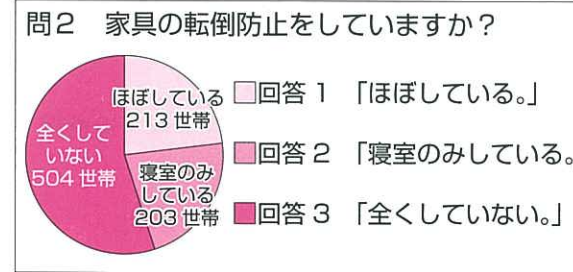 問2 家具の転倒防止をしていますか?
ほぼしている
213 世帯
全くして
いない
504 世帯
寝室のみ
している
203 世帯
回答 1 「ほぼしている。」
回答 2 「寝室のみしている。
回答 3 「全くしていない。」